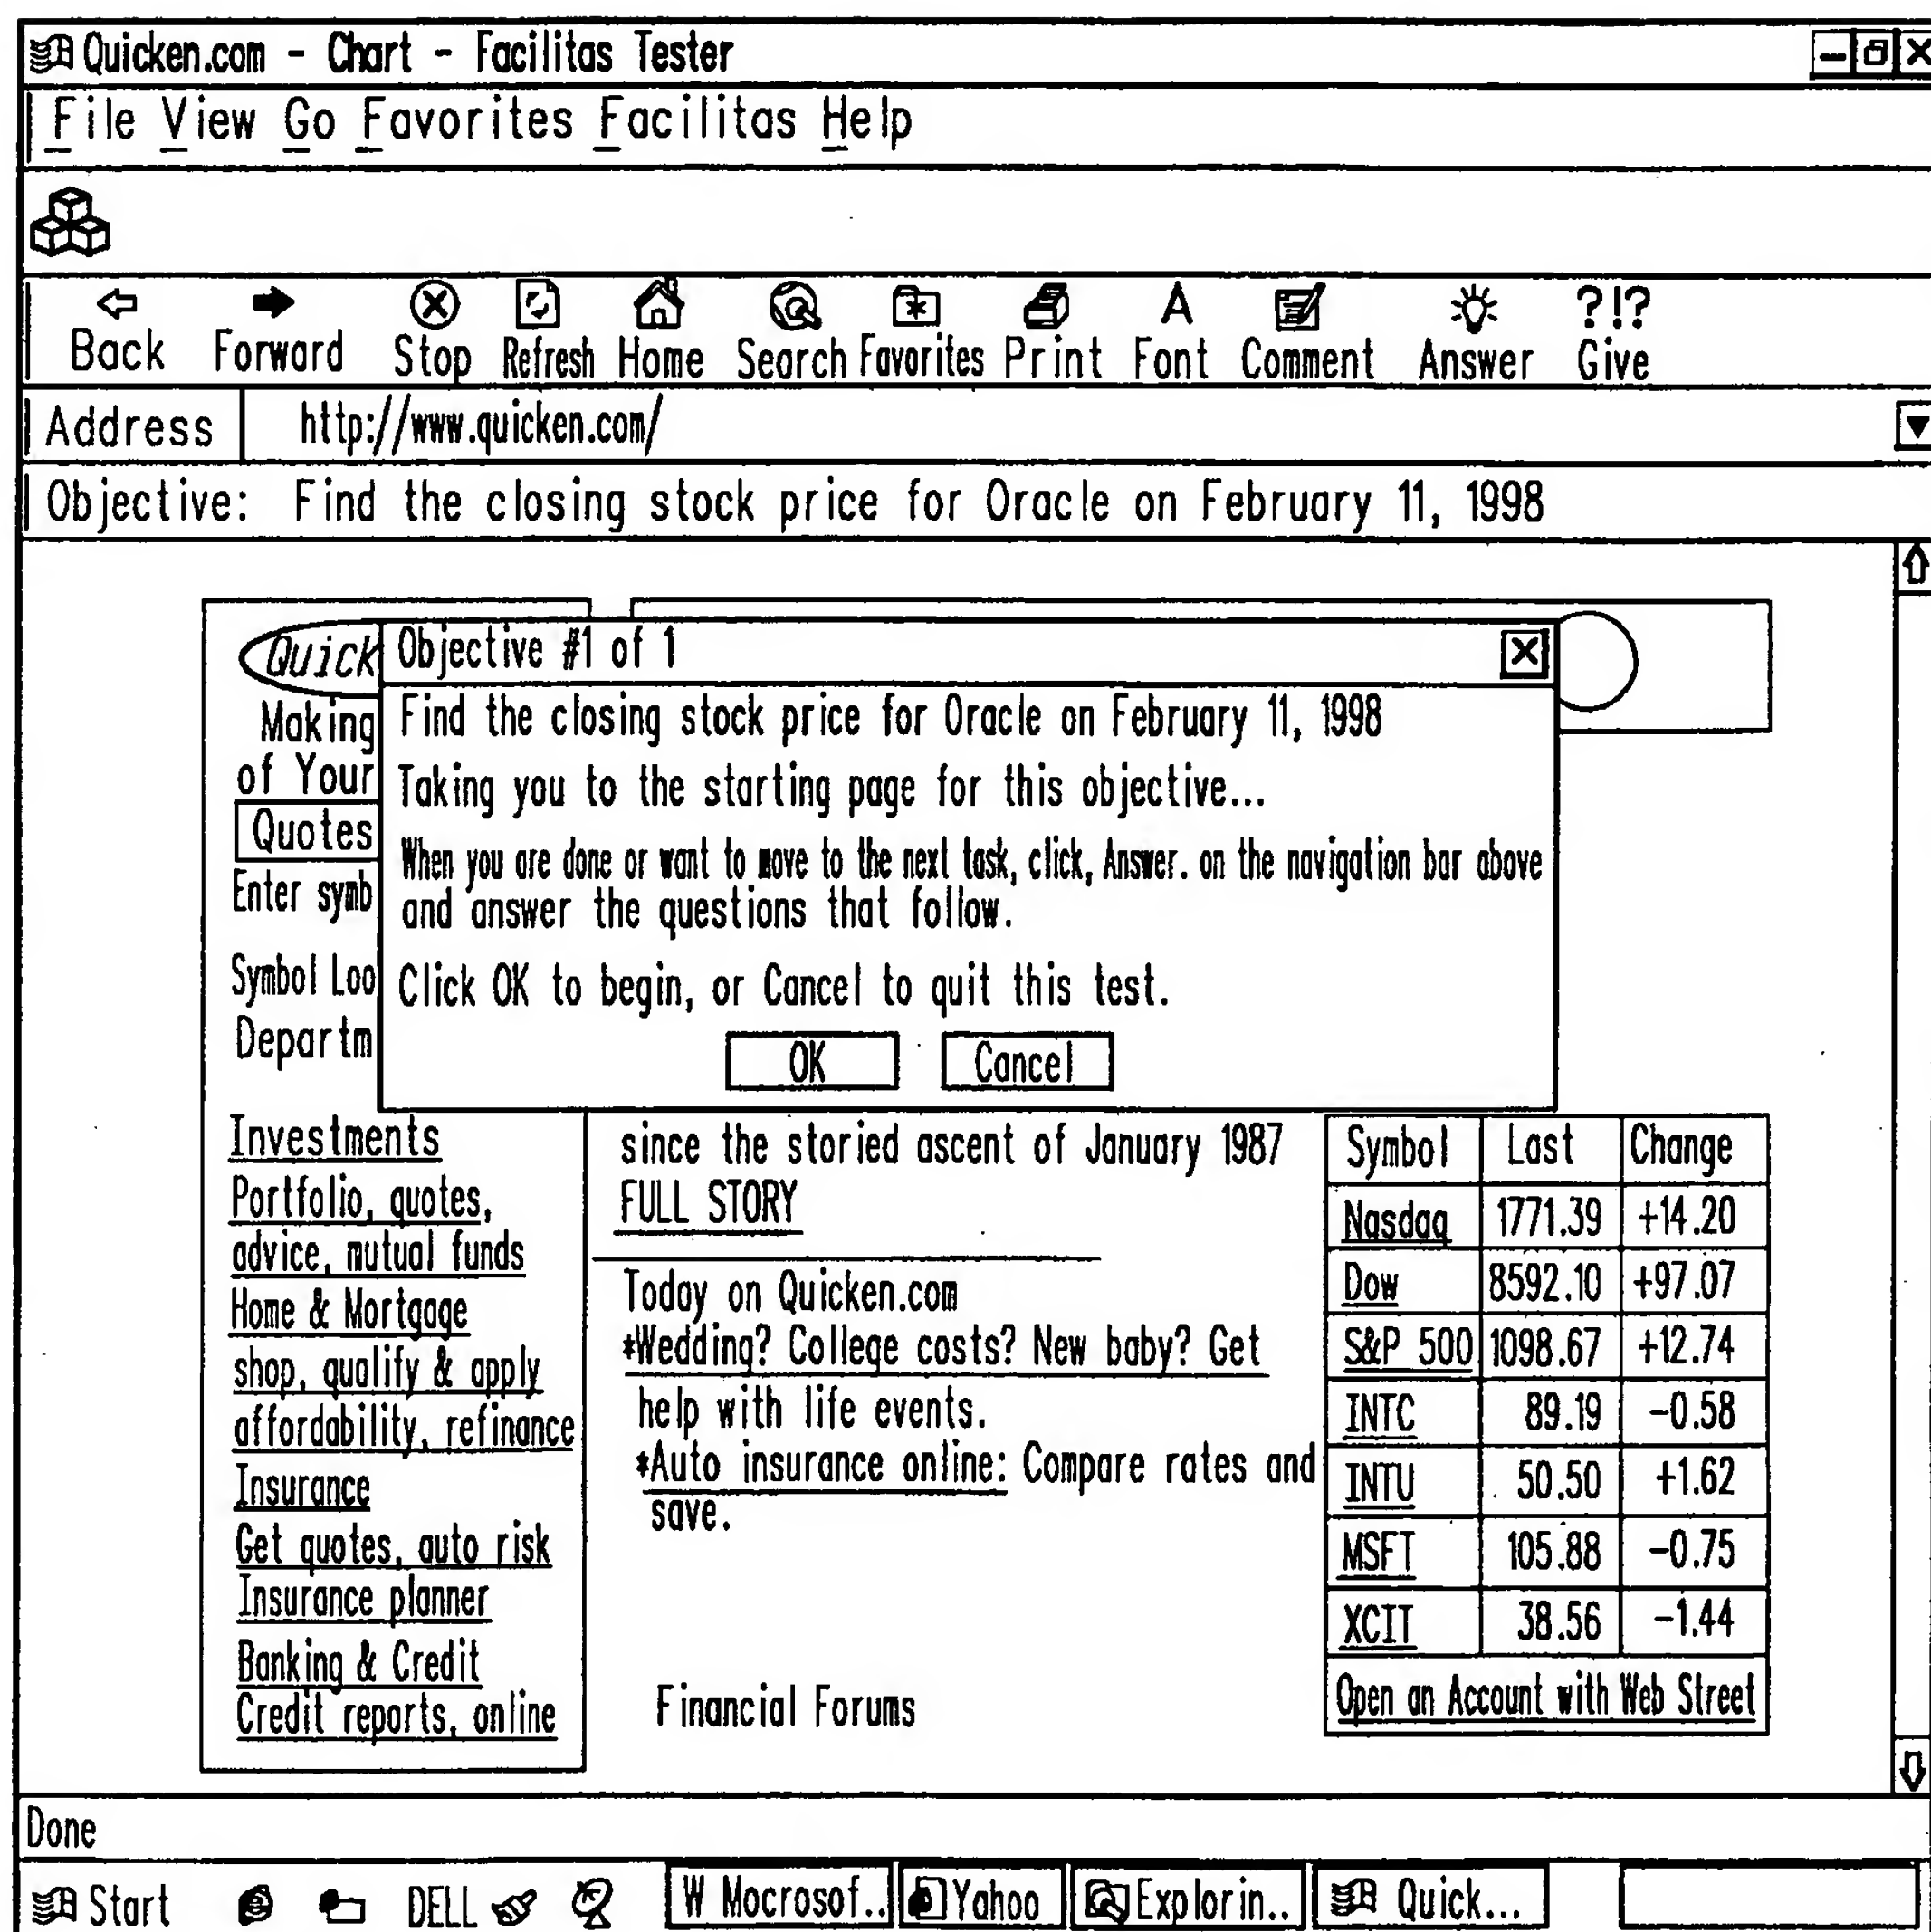 Quicken.com - Chart - Facilitas Tester
File View Go Favorites Facilitas Help
Back Forward Stop Refresh Home Search Favorites Print Font Comment Answer Give
?!?
Address http://www.quicken.com/
Objective: Find the closing stock price for Oracle on February 11, 1998
Quick
Making
of Your
Quotes
Enter symb
Symbol Loo
Departm
Objective #1 of 1
Find the closing stock price for Oracle on February 11, 1998
Taking you to the starting page for this objective...
When you are done or want to move to the next task, click, Answer. on the navigation bar above
and answer the questions that follow.
Click OK to begin, or Cancel to quit this test.
OK Cancel
Investments
Portfolio, quotes,
advice, mutual funds
Home & Mortgage
shop, qualify & apply
affordability, refinance
Insurance
Get quotes, auto risk
Insurance planner
Banking & Credit
Credit reports, online
since the storied ascent of January 1987
FULL STORY
Today on Quicken.com
*Wedding? College costs? New baby? Get
help with life events.
*Auto insurance online: Compare rates and
save.
Financial Forums
Symbol Last Change
Nasdaq 1771.39 +14.20
Dow 8592.10 +97.07
S&P 500 1098.67 +12.74
INTC 89.19 -0.58
INTU 50.50 +1.62
MSFT 105.88 -0.75
XCIT 38.56 -1.44
Open an Account with Web Street
Done
Start DELL W Mocrosof.. Yahoo Explorin.. Quick...